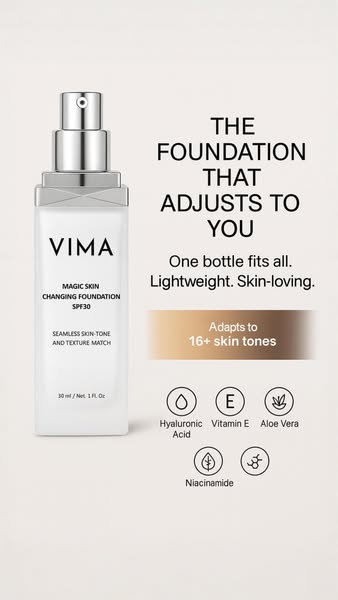 VIMA
MAGIC SKIN
CHANGING FOUNDATION
SPF30
SEAMLESS SKIN-TONE
AND TEXTURE MATCH
30 ml / Net. 1 Fl. Oz
THE
FOUNDATION
THAT
ADJUSTS TO
YOU
One bottle fits all.
Lightweight. Skin-loving.
Adapts to
16+ skin tones
E
Hyaluronic
Acid
Vitamin E
Aloe Vera
Niacinamide